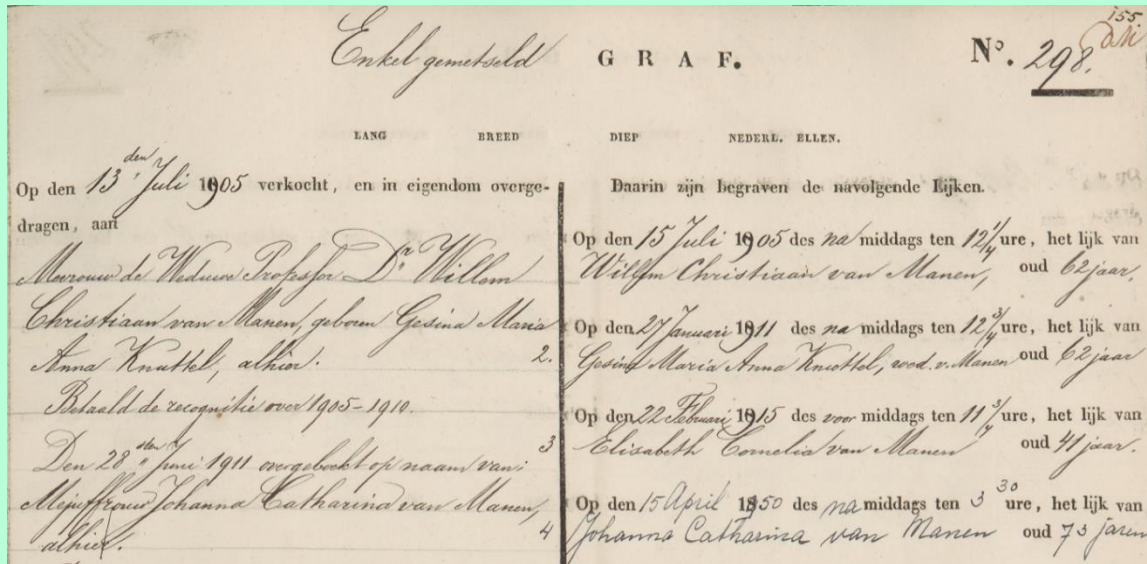 155.
Enkel gemetseld GRAF. No. 298.
LANG BREED DIEP NEDERL. ELLEN.
Op den 13den Juli 1905 verkocht, en in eigendom overge-
dragen, aan
Mevrouw de Weduwe Professor Dr Willem
Christiaan van Manen, geboren Gesina Maria
Anna Knuttel, alhier.
Betaald de recognitie over 1905-1910.
Den 28sten Juni 1911 overgeboekt op naam van:
Mejuffrouw Johanna Catharina van Manen,
alhier.
Daarin zijn begraven de navolgende Lijken.
Op den 15 Juli 1905 des na middags ten 12 1/4 ure, het lijk van
Willem Christiaan van Manen, oud 62 jaar.
Op den 27 Januari 1911 des na middags ten 12 3/4 ure, het lijk van
2. Gesina Maria Anna Knuttel, wed. v. Manen oud 62 jaar
Op den 22 Februari 1915 des voor middags ten 11 3/4 ure, het lijk van
3 Elisabeth Cornelia van Manen oud 41 jaar.
Op den 15 April 1950 des na middags ten 3 30 ure, het lijk van
4 Johanna Catharina van Manen oud 73 jaren